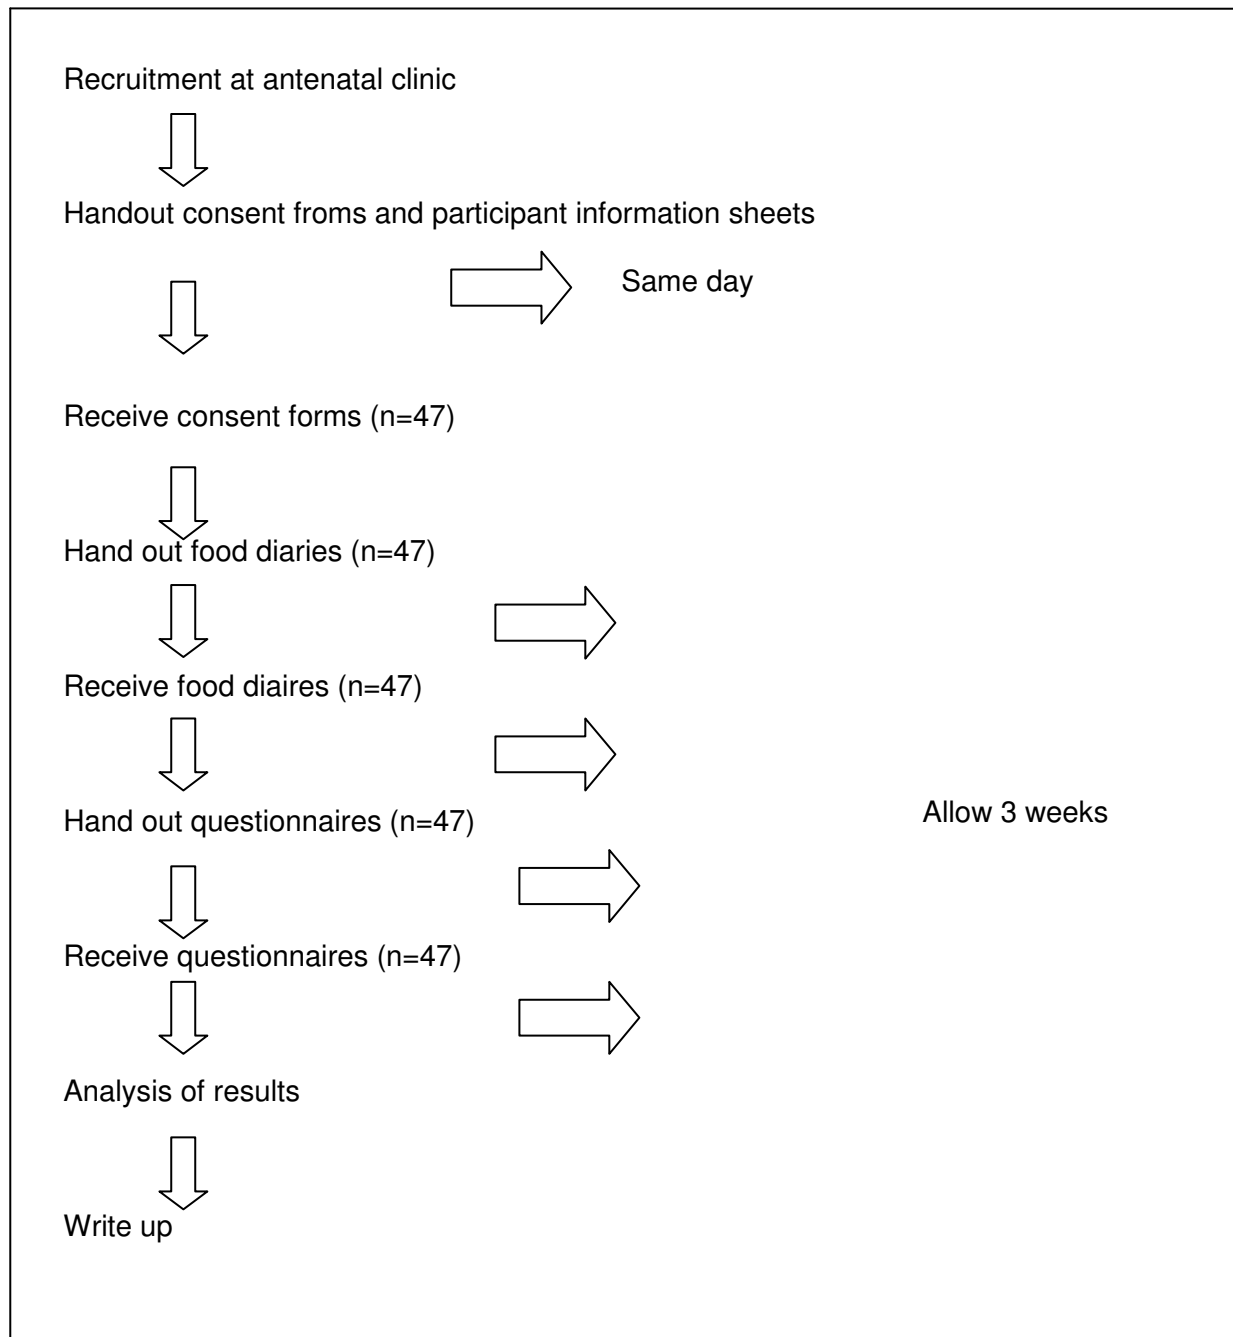 Recruitment at antenatal clinic
Handout consent froms and participant information sheets
Same day
Receive consent forms (n=47)
Hand out food diaries (n=47)
Receive food diaires (n=47)
Hand out questionnaires (n=47)
Allow 3 weeks
Receive questionnaires (n=47)
Analysis of results
Write up